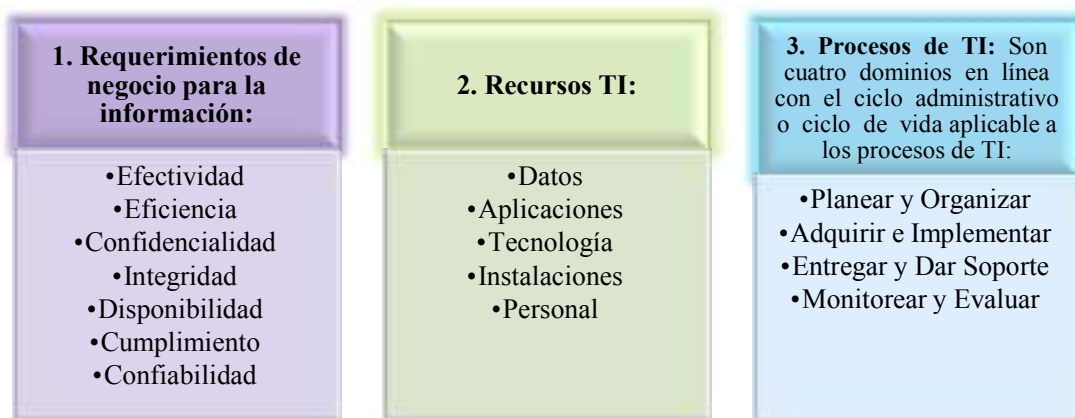 1. Requerimientos de
negocio para la
información:
•Efectividad
•Eficiencia
•Confidencialidad
•Integridad
•Disponibilidad
•Cumplimiento
•Confiabilidad
2. Recursos TI:
•Datos
•Aplicaciones
•Tecnología
•Instalaciones
•Personal
3. Procesos de TI: Son
cuatro dominios en línea
con el ciclo administrativo
o ciclo de vida aplicable a
los procesos de TI:
•Planear y Organizar
•Adquirir e Implementar
•Entregar y Dar Soporte
•Monitorear y Evaluar